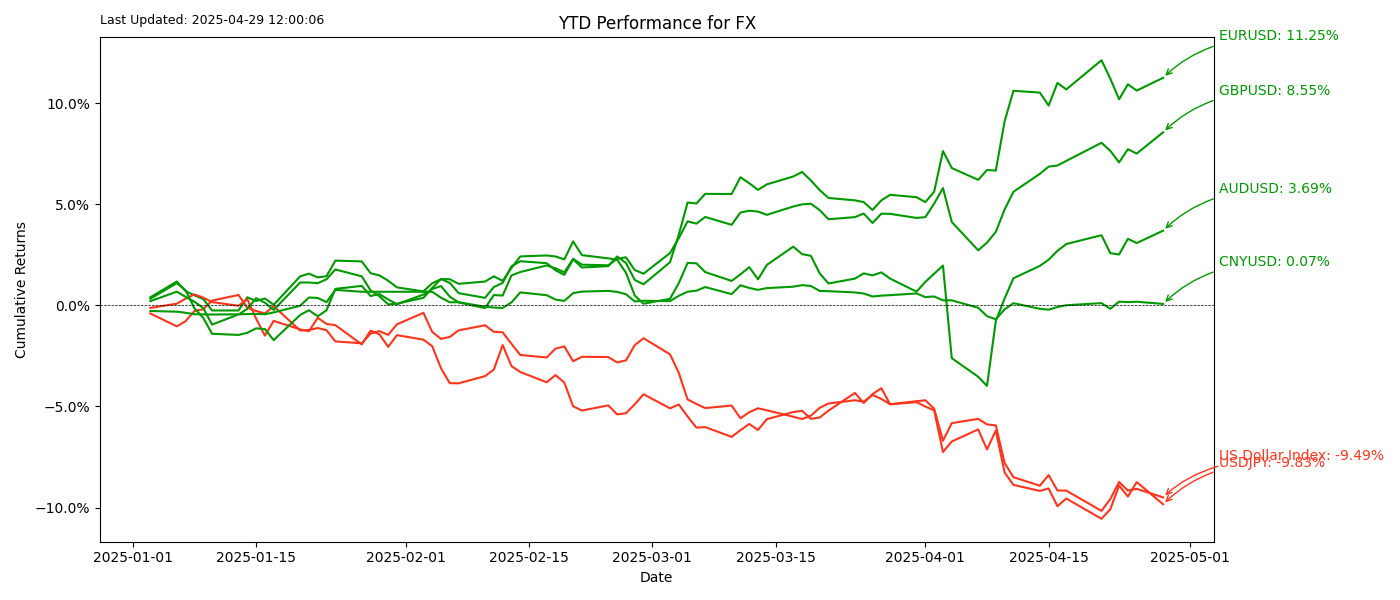 Last Updated: 2025-04-29 12:00:06
YTD Performance for FX
EURUSD: 11.25%
GBPUSD: 8.55%
AUDUSD: 3.69%
CNYUSD: 0.07%
US Dollar Index: -9.49%
USDJPY: -9.83%
Cumulative Returns
10.0%
5.0%
0.0%
−5.0%
−10.0%
2025-01-01 2025-01-15 2025-02-01 2025-02-15 2025-03-01 2025-03-15 2025-04-01 2025-04-15 2025-05-01
Date